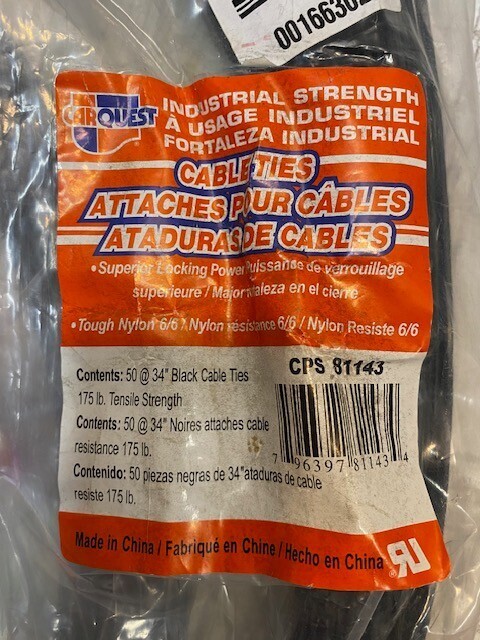 CARQUEST
INDUSTRIAL STRENGTH
À USAGE INDUSTRIEL
FORTALEZA INDUSTRIAL
CABLE TIES
ATTACHES POUR CÂBLES
ATADURAS DE CABLES
•Superior Locking Power/Puissance de verrouillage
superieure / Major fortaleza en el cierre
•Tough Nylon 6/6 / Nylon résistance 6/6 / Nylon Resiste 6/6
Contents: 50 @ 34" Black Cable Ties
175 lb. Tensile Strength
Contents: 50 @ 34" Noires attaches cable
resistance 175 lb.
Contenido: 50 piezas negras de 34"ataduras de cable
resiste 175 lb.
CPS 81143
7 96397 81143 4
Made in China / Fabriqué en Chine / Hecho en China